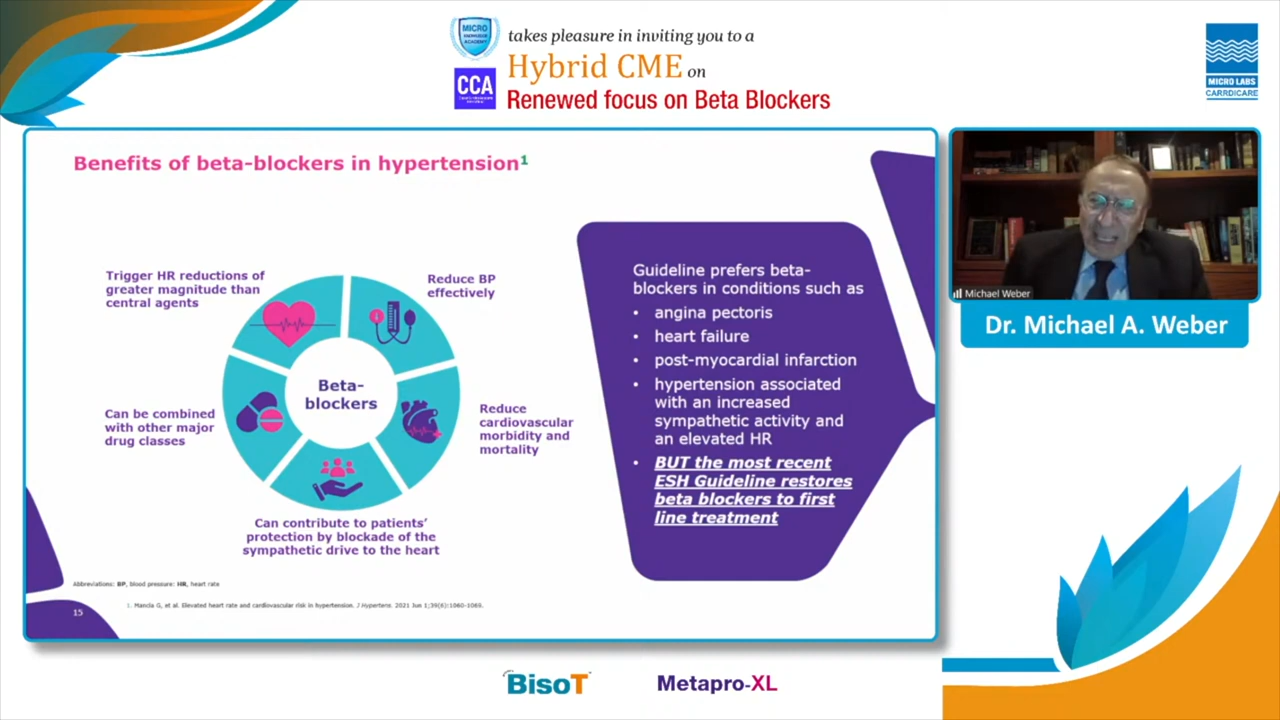 MICRO
KNOWLEDGE
ACADEMY
takes pleasure in inviting you to a
CCA
Hybrid CME on
Renewed focus on Beta Blockers
MICRO LABS
CARRDICARE
Benefits of beta-blockers in hypertension1
Trigger HR reductions of
greater magnitude than
central agents
Reduce BP
effectively
Can be combined
with other major
drug classes
Beta-
blockers
Reduce
cardiovascular
morbidity and
mortality
Can contribute to patients'
protection by blockade of the
sympathetic drive to the heart
Guideline prefers beta-
blockers in conditions such as
• angina pectoris
• heart failure
• post-myocardial infarction
• hypertension associated
with an increased
sympathetic activity and
an elevated HR
• BUT the most recent
ESH Guideline restores
beta blockers to first
line treatment
Abbreviations: BP, blood pressure: HR, heart rate
1. Mancia G, et al. Elevated heart rate and cardiovascular risk in hypertension. J Hypertens. 2021 Jun 1;39(6):1060-1069.
15
Michael Weber
Dr. Michael A. Weber
BisoT
Metapro-XL